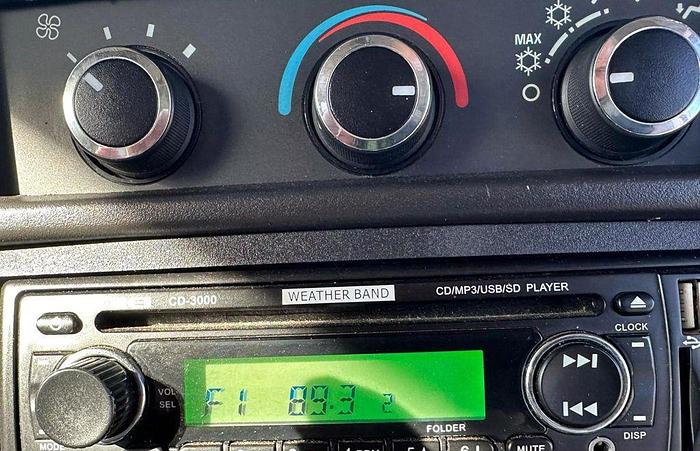 MAX
CD-3000
WEATHER BAND
CD/MP3/USB/SD PLAYER
CLOCK
VOL
SEL
F1 89.3 2
FOLDER
DISP
MODE
MUTE